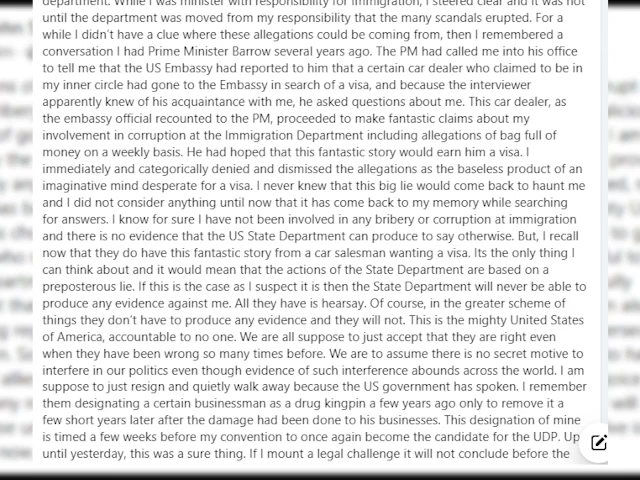 department. While I was minister with responsibility for immigration, I steered clear and it was not
until the department was moved from my responsibility that the many scandals erupted. For a
while I didn't have a clue where these allegations could be coming from, then I remembered a
conversation I had Prime Minister Barrow several years ago. The PM had called me into his office
to tell me that the US Embassy had reported to him that a certain car dealer who claimed to be in
my inner circle had gone to the Embassy in search of a visa, and because the interviewer
apparently knew of his acquaintance with me, he asked questions about me. This car dealer, as
the embassy official recounted to the PM, proceeded to make fantastic claims about my
involvement in corruption at the Immigration Department including allegations of bag full of
money on a weekly basis. He had hoped that this fantastic story would earn him a visa. I
immediately and categorically denied and dismissed the allegations as the baseless product of an
imaginative mind desperate for a visa. I never knew that this big lie would come back to haunt me
and I did not consider anything until now that it has come back to my memory while searching
for answers. I know for sure I have not been involved in any bribery or corruption at immigration
and there is no evidence that the US State Department can produce to say otherwise. But, I recall
now that they do have this fantastic story from a car salesman wanting a visa. Its the only thing I
can think about and it would mean that the actions of the State Department are based on a
preposterous lie. If this is the case as I suspect it is then the State Department will never be able to
produce any evidence against me. All they have is hearsay. Of course, in the greater scheme of
things they don't have to produce any evidence and they will not. This is the mighty United States
of America, accountable to no one. We are all suppose to just accept that they are right even
when they have been wrong so many times before. We are to assume there is no secret motive to
interfere in our politics even though evidence of such interference abounds across the world. I am
suppose to just resign and quietly walk away because the US government has spoken. I remember
them designating a certain businessman as a drug kingpin a few years ago only to remove it a
few short years later after the damage had been done to his businesses. This designation of mine
is timed a few weeks before my convention to once again become the candidate for the UDP. Up
until yesterday, this was a sure thing. If I mount a legal challenge it will not conclude before the